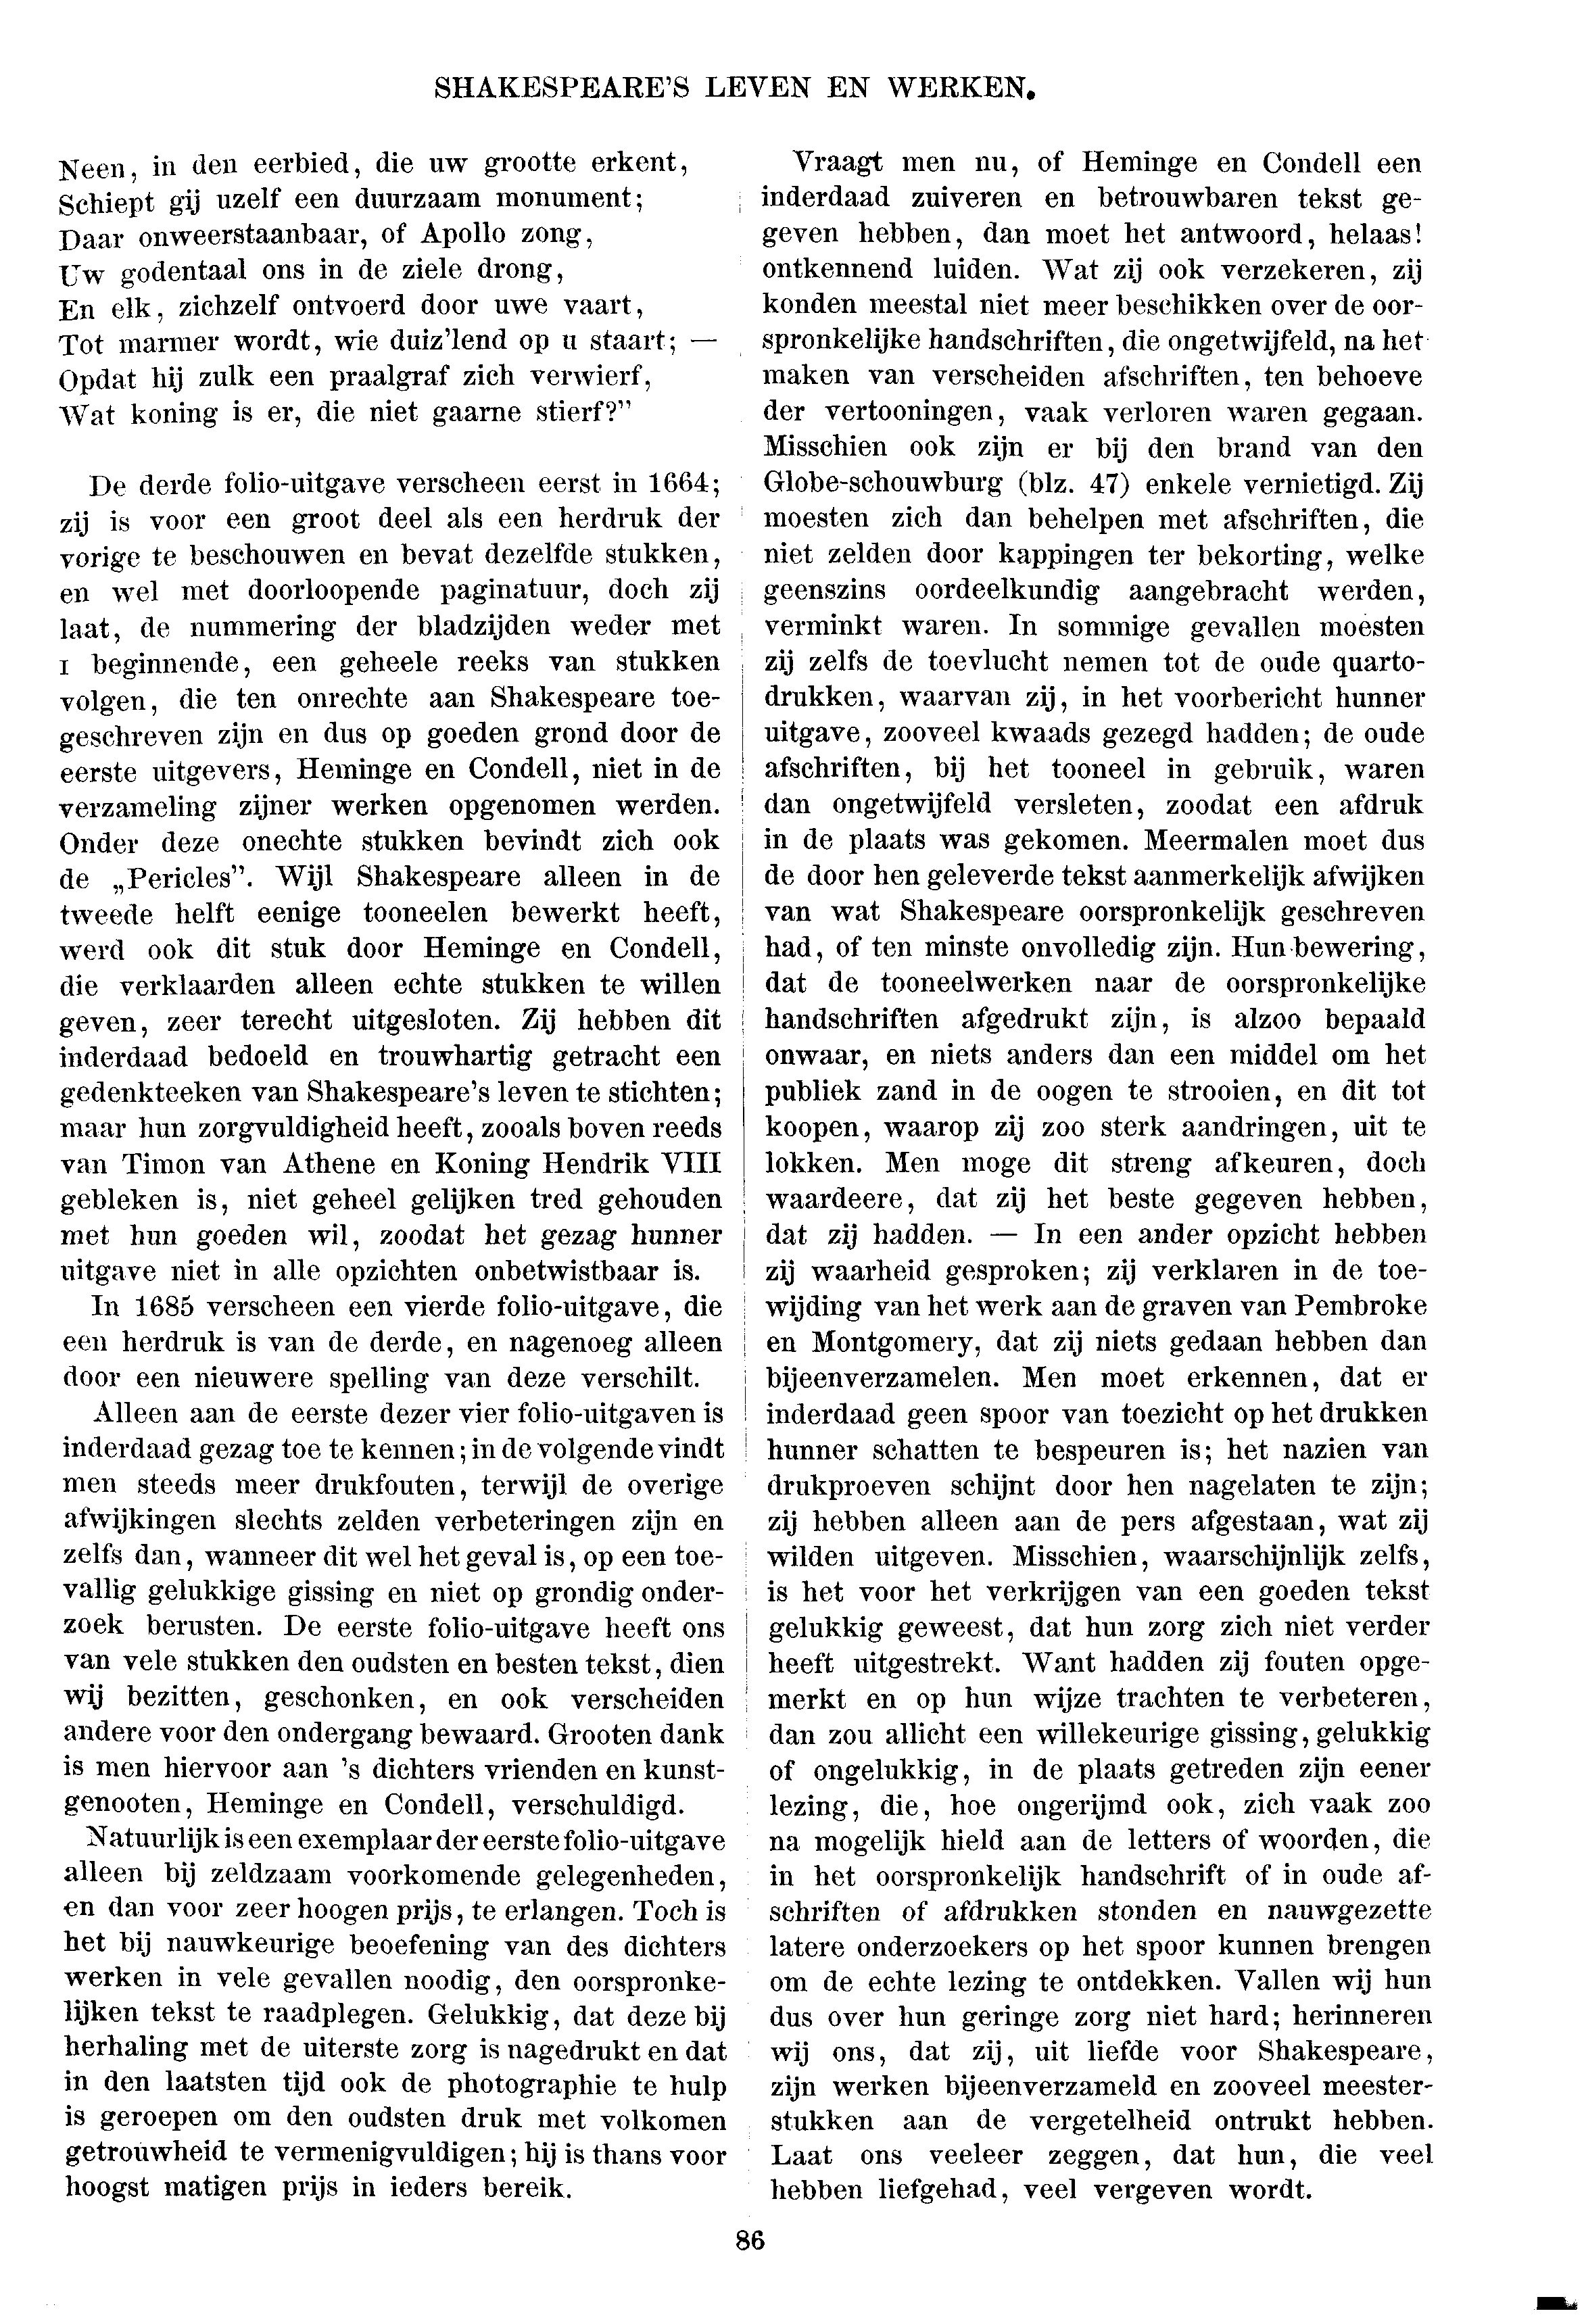 SHAKESPEARE'S LEVEN EN WERKEN.
Neen, in den eerbied, die uw grootte erkent,
Schiept gij uzelf een duurzaam monument;
Daar onweerstaanbaar, of Apollo zong,
Uw godentaal ons in de ziele drong,
En elk, zichzelf ontvoerd door uwe vaart,
Tot marmer wordt, wie duiz'lend op u staart; —
Opdat hij zulk een praalgraf zich verwierf,
Wat koning is er, die niet gaarne stierf?"
De derde folio-uitgave verscheen eerst in 1664;
zij is voor een groot deel als een herdruk der
vorige te beschouwen en bevat dezelfde stukken,
en wel met doorloopende paginatuur, doch zij
laat, de nummering der bladzijden weder met
1 beginnende, een geheele reeks van stukken
volgen, die ten onrechte aan Shakespeare toe-
geschreven zijn en dus op goeden grond door de
eerste uitgevers, Heminge en Condell, niet in de
verzameling zijner werken opgenomen werden.
Onder deze onechte stukken bevindt zich ook
de „Pericles". Wijl Shakespeare alleen in de
tweede helft eenige tooneelen bewerkt heeft,
werd ook dit stuk door Heminge en Condell,
die verklaarden alleen echte stukken te willen
geven, zeer terecht uitgesloten. Zij hebben dit
inderdaad bedoeld en trouwhartig getracht een
gedenkteeken van Shakespeare's leven te stichten;
maar hun zorgvuldigheid heeft, zooals boven reeds
van Timon van Athene en Koning Hendrik VIII
gebleken is, niet geheel gelijken tred gehouden
met hun goeden wil, zoodat het gezag hunner
uitgave niet in alle opzichten onbetwistbaar is.
In 1685 verscheen een vierde folio-uitgave, die
een herdruk is van de derde, en nagenoeg alleen
door een nieuwere spelling van deze verschilt.
Alleen aan de eerste dezer vier folio-uitgaven is
inderdaad gezag toe te kennen; in de volgende vindt
men steeds meer drukfouten, terwijl de overige
afwijkingen slechts zelden verbeteringen zijn en
zelfs dan, wanneer dit wel het geval is, op een toe-
vallig gelukkige gissing en niet op grondig onder-
zoek berusten. De eerste folio-uitgave heeft ons
van vele stukken den oudsten en besten tekst, dien
wij bezitten, geschonken, en ook verscheiden
andere voor den ondergang bewaard. Grooten dank
is men hiervoor aan 's dichters vrienden en kunst-
genooten, Heminge en Condell, verschuldigd.
Natuurlijk is een exemplaar der eerste folio-uitgave
alleen bij zeldzaam voorkomende gelegenheden,
en dan voor zeer hoogen prijs, te erlangen. Toch is
het bij nauwkeurige beoefening van des dichters
werken in vele gevallen noodig, den oorspronke-
lijken tekst te raadplegen. Gelukkig, dat deze bij
herhaling met de uiterste zorg is nagedrukt en dat
in den laatsten tijd ook de photographie te hulp
is geroepen om den oudsten druk met volkomen
getrouwheid te vermenigvuldigen; hij is thans voor
hoogst matigen prijs in ieders bereik.
Vraagt men nu, of Heminge en Condell een
inderdaad zuiveren en betrouwbaren tekst ge-
geven hebben, dan moet het antwoord, helaas!
ontkennend luiden. Wat zij ook verzekeren, zij
konden meestal niet meer beschikken over de oor-
spronkelijke handschriften, die ongetwijfeld, na het
maken van verscheiden afschriften, ten behoeve
der vertooningen, vaak verloren waren gegaan.
Misschien ook zijn er bij den brand van den
Globe-schouwburg (blz. 47) enkele vernietigd. Zij
moesten zich dan behelpen met afschriften, die
niet zelden door kappingen ter bekorting, welke
geenszins oordeelkundig aangebracht werden,
verminkt waren. In sommige gevallen moesten
zij zelfs de toevlucht nemen tot de oude quarto-
drukken, waarvan zij, in het voorbericht hunner
uitgave, zooveel kwaads gezegd hadden; de oude
afschriften, bij het tooneel in gebruik, waren
dan ongetwijfeld versleten, zoodat een afdruk
in de plaats was gekomen. Meermalen moet dus
de door hen geleverde tekst aanmerkelijk afwijken
van wat Shakespeare oorspronkelijk geschreven
had, of ten minste onvolledig zijn. Hun bewering,
dat de tooneelwerken naar de oorspronkelijke
handschriften afgedrukt zijn, is alzoo bepaald
onwaar, en niets anders dan een middel om het
publiek zand in de oogen te strooien, en dit tot
koopen, waarop zij zoo sterk aandringen, uit te
lokken. Men moge dit streng afkeuren, doch
waardeere, dat zij het beste gegeven hebben,
dat zij hadden. — In een ander opzicht hebben
zij waarheid gesproken; zij verklaren in de toe-
wijding van het werk aan de graven van Pembroke
en Montgomery, dat zij niets gedaan hebben dan
bijeenverzamelen. Men moet erkennen, dat er
inderdaad geen spoor van toezicht op het drukken
hunner schatten te bespeuren is; het nazien van
drukproeven schijnt door hen nagelaten te zijn;
zij hebben alleen aan de pers afgestaan, wat zij
wilden uitgeven. Misschien, waarschijnlijk zelfs,
is het voor het verkrijgen van een goeden tekst
gelukkig geweest, dat hun zorg zich niet verder
heeft uitgestrekt. Want hadden zij fouten opge-
merkt en op hun wijze trachten te verbeteren,
dan zou allicht een willekeurige gissing, gelukkig
of ongelukkig, in de plaats getreden zijn eener
lezing, die, hoe ongerijmd ook, zich vaak zoo
na mogelijk hield aan de letters of woorden, die
in het oorspronkelijk handschrift of in oude af-
schriften of afdrukken stonden en nauwgezette
latere onderzoekers op het spoor kunnen brengen
om de echte lezing te ontdekken. Vallen wij hun
dus over hun geringe zorg niet hard; herinneren
wij ons, dat zij, uit liefde voor Shakespeare,
zijn werken bijeenverzameld en zooveel meester-
stukken aan de vergetelheid ontrukt hebben.
Laat ons veeleer zeggen, dat hun, die veel
hebben liefgehad, veel vergeven wordt.
86